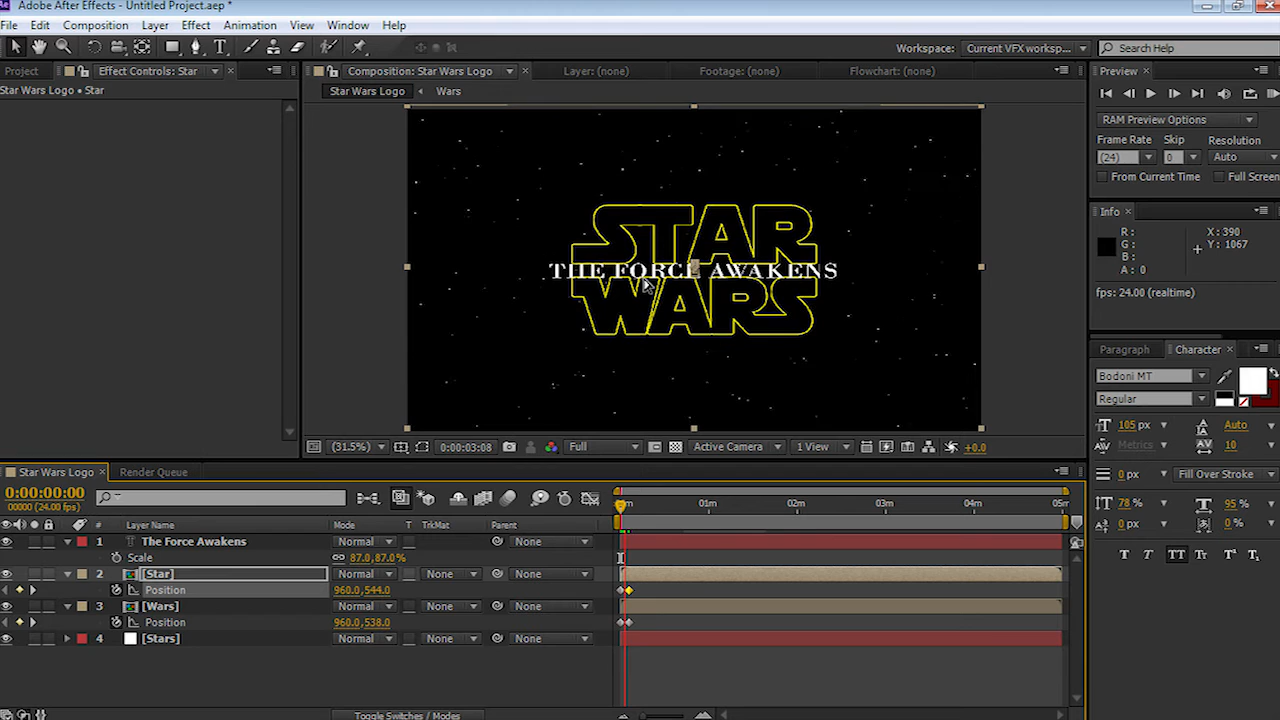 Adobe After Effects - Untitled Project.aep *
File Edit Composition Layer Effect Animation View Window Help
Workspace: Current VFX worksp... Search Help
Project Effect Controls: Star Composition: Star Wars Logo Layer: (none) Footage: (none) Flowchart: (none) Preview
Effect Controls: Star
Star Wars Logo • Star
Star Wars Logo Wars
RAM Preview Options
Frame Rate Skip Resolution
(24) 0 Auto
From Current Time Full Screen
Info
R: X: 390
G: Y: 1067
B:
A: 0
fps: 24.00 (realtime)
STAR
THE FORCE AWAKENS
WARS
Paragraph Character
Bodoni MT
Regular
105 px Auto
Metrics 10
0 px Fill Over Stroke
78 % 95 %
0 px 0 %
T T TT Tr T¹ T₁
(31.5%) 0:00:03:08 Full Active Camera 1 View +0.0
Star Wars Logo Render Queue
0:00:00:00
00000 (24.00 fps)
01m 02m 03m 04m 05m
# Layer Name Mode T TrkMat Parent
1 T The Force Awakens Normal None
Scale 87.0,87.0%
2 [Star] Normal None None
Position 960.0,544.0
3 [Wars] Normal None None
Position 960.0,538.0
4 [Stars] Normal None None
Toggle Switches / Modes